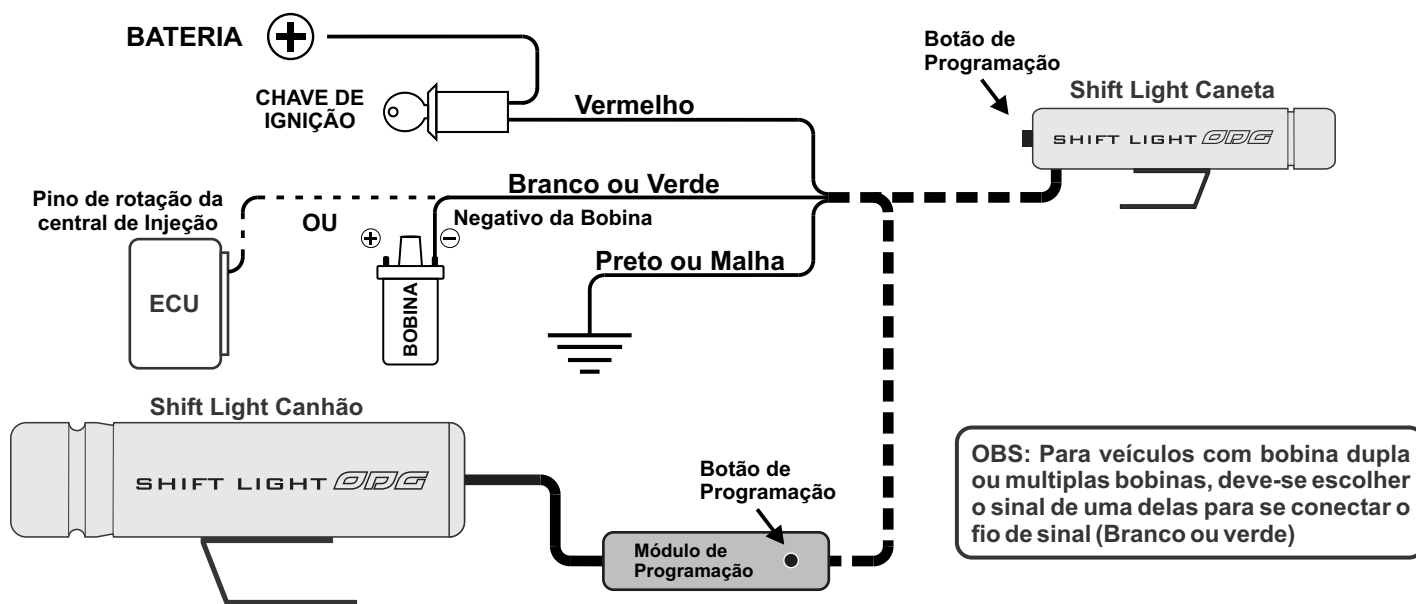 BATERIA
Botão de
Programação
Shift Light Caneta
CHAVE DE
IGNIÇÃO
Vermelho
SHIFT LIGHT ODG
Pino de rotação da
central de Injeção
OU
Branco ou Verde
Negativo da Bobina
Preto ou Malha
ECU
BOBINA
Shift Light Canhão
SHIFT LIGHT ODG
Botão de
Programação
Módulo de
Programação
OBS: Para veículos com bobina dupla
ou multiplas bobinas, deve-se escolher
o sinal de uma delas para se conectar o
fio de sinal (Branco ou verde)